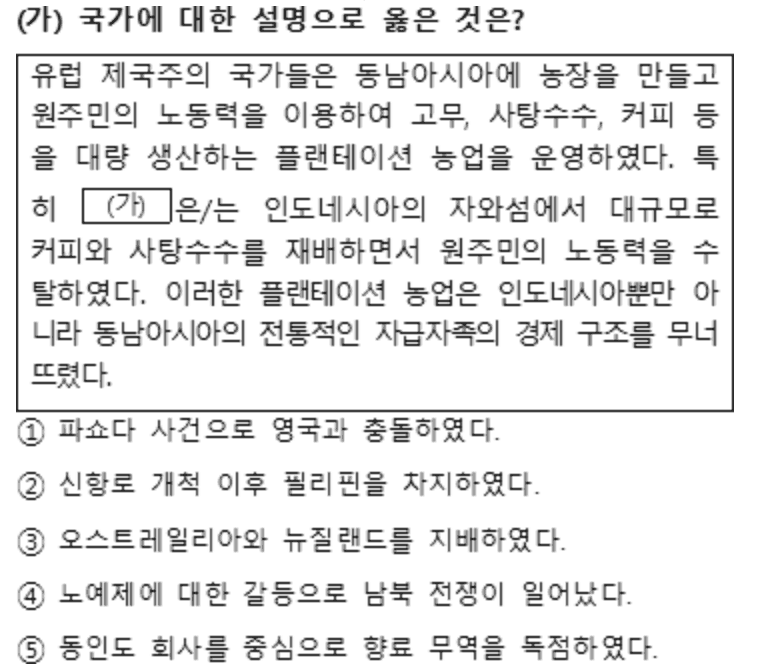 (가) 국가에 대한 설명으로 옳은 것은?
유럽 제국주의 국가들은 동남아시아에 농장을 만들고
원주민의 노동력을 이용하여 고무, 사탕수수, 커피 등
을 대량 생산하는 플랜테이션 농업을 운영하였다. 특
히 (가) 은/는 인도네시아의 자와섬에서 대규모로
커피와 사탕수수를 재배하면서 원주민의 노동력을 수
탈하였다. 이러한 플랜테이션 농업은 인도네시아뿐만 아
니라 동남아시아의 전통적인 자급자족의 경제 구조를 무너
뜨렸다.
① 파쇼다 사건으로 영국과 충돌하였다.
② 신항로 개척 이후 필리핀을 차지하였다.
③ 오스트레일리아와 뉴질랜드를 지배하였다.
④ 노예제에 대한 갈등으로 남북 전쟁이 일어났다.
⑤ 동인도 회사를 중심으로 향료 무역을 독점하였다.